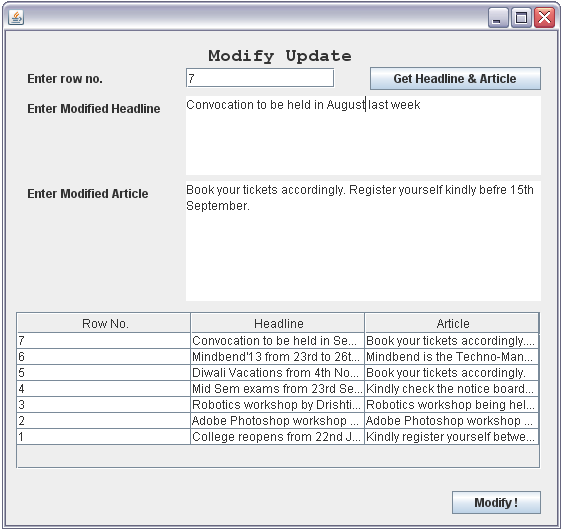 Modify Update
Enter row no. 7 Get Headline & Article
Enter Modified Headline Convocation to be held in August last week
Enter Modified Article Book your tickets accordingly. Register yourself kindly befre 15th
September.
Row No. Headline Article
7 Convocation to be held in Se... Book your tickets accordingly....
6 Mindbend'13 from 23rd to 26t... Mindbend is the Techno-Man...
5 Diwali Vacations from 4th No... Book your tickets accordingly.
4 Mid Sem exams from 23rd Se... Kindly check the notice board...
3 Robotics workshop by Drishti... Robotics workshop being hel...
2 Adobe Photoshop workshop ... Adobe Photoshop workshop ...
1 College reopens from 22nd J... Kindly register yourself betwe...
Modify !